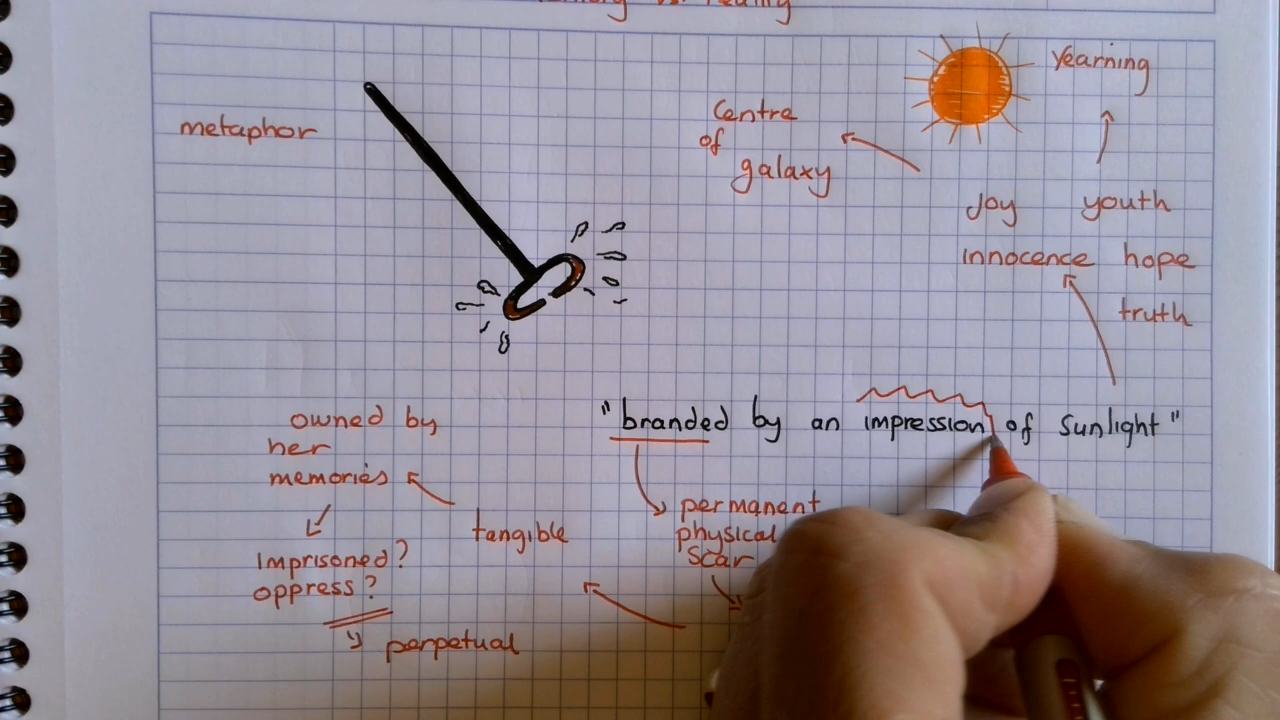 metaphor
Yearning
Centre
of
galaxy
Joy youth
innocence hope
truth
"branded by an impression of Sunlight"
owned by
her
memories
Imprisoned?
oppress?
perpetual
tangible
permanent
physical
scar